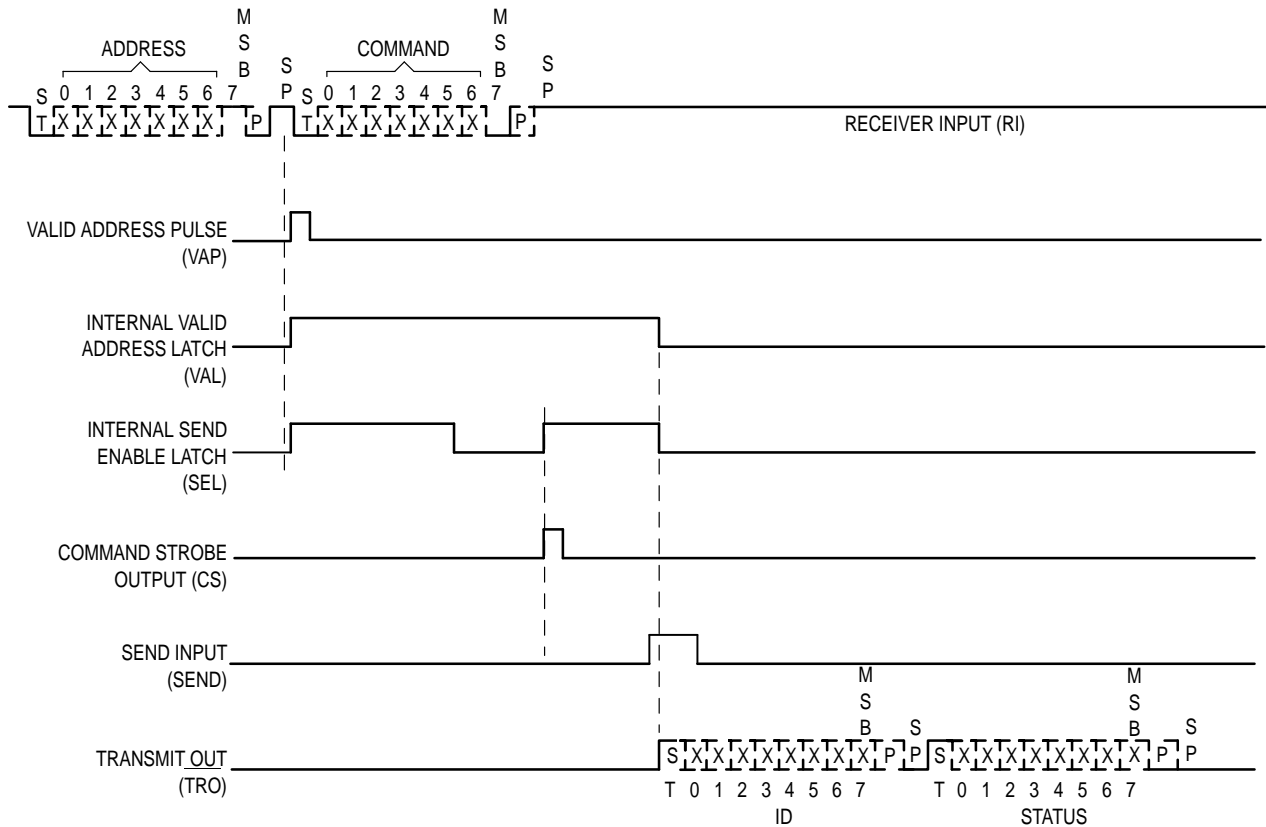 M
S
B
M
S
B
ADDRESS
COMMAND
S
P
S
P
S
T
0 1 2 3 4 5 6 7
S
T
0 1 2 3 4 5 6 7
X X X X X X X P
X X X X X X X P
RECEIVER INPUT (RI)
VALID ADDRESS PULSE
(VAP)
INTERNAL VALID
ADDRESS LATCH
(VAL)
INTERNAL SEND
ENABLE LATCH
(SEL)
COMMAND STROBE
OUTPUT (CS)
SEND INPUT
(SEND)
M
S
B
M
S
B
S
P
S
P
TRANSMIT OUT
(TRO)
S X X X X X X X X P
S X X X X X X X X P
T 0 1 2 3 4 5 6 7
T 0 1 2 3 4 5 6 7
ID
STATUS